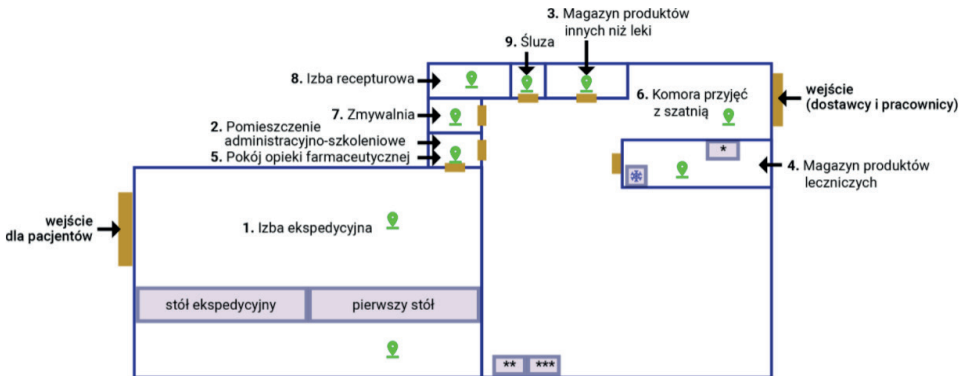 3. Magazyn produktów
innych niż leki
9. Śluza
8. Izba recepturowa
6. Komora przyjęć
z szatnią
wejście
(dostawcy i pracownicy)
7. Zmywalnia
2. Pomieszczenie
administracyjno-szkoleniowe
5. Pokój opieki farmaceutycznej
*
4. Magazyn produktów
leczniczych
wejście
dla pacjentów
1. Izba ekspedycyjna
stół ekspedycyjny
pierwszy stół
**
***